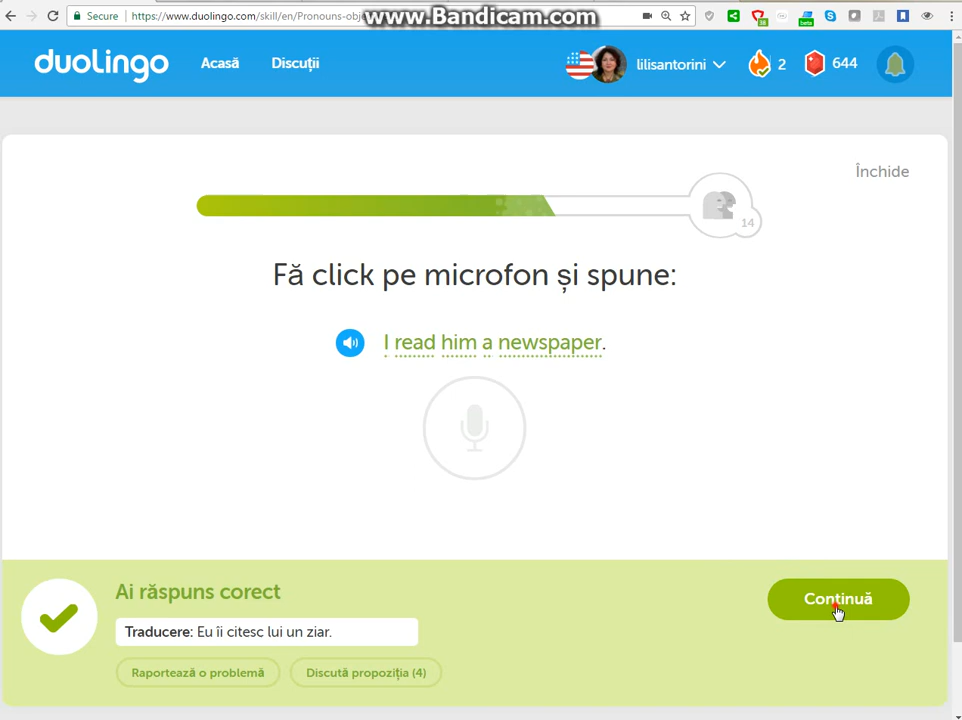 www.Bandicam.com
Secure
https://www.duolingo.com/skill/en/Pronouns-obj
38
beta
duolingo
Acasă
Discuții
lilisantorini
2
644
Închide
14
Fă click pe microfon și spune:
I read him a newspaper.
Ai răspuns corect
Continuă
Traducere: Eu îi citesc lui un ziar.
Raportează o problemă
Discută propoziția (4)